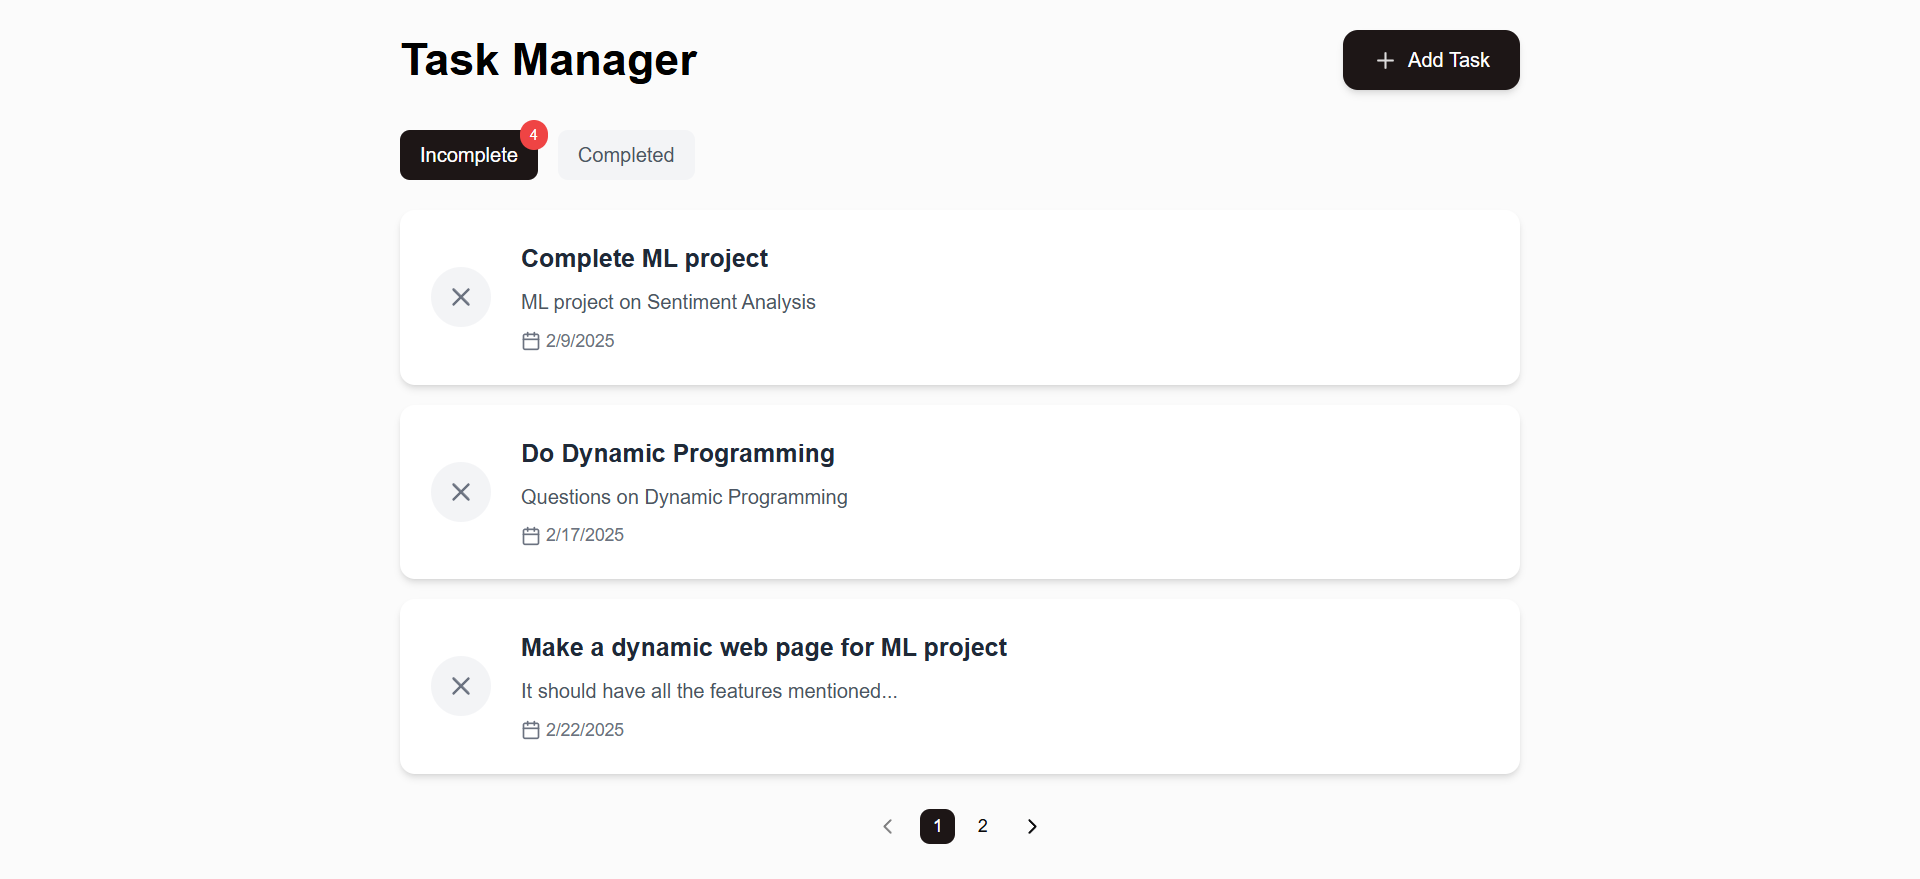 Task Manager
Add Task
Incomplete
4
Completed
Complete ML project
ML project on Sentiment Analysis
2/9/2025
Do Dynamic Programming
Questions on Dynamic Programming
2/17/2025
Make a dynamic web page for ML project
It should have all the features mentioned...
2/22/2025
1 2